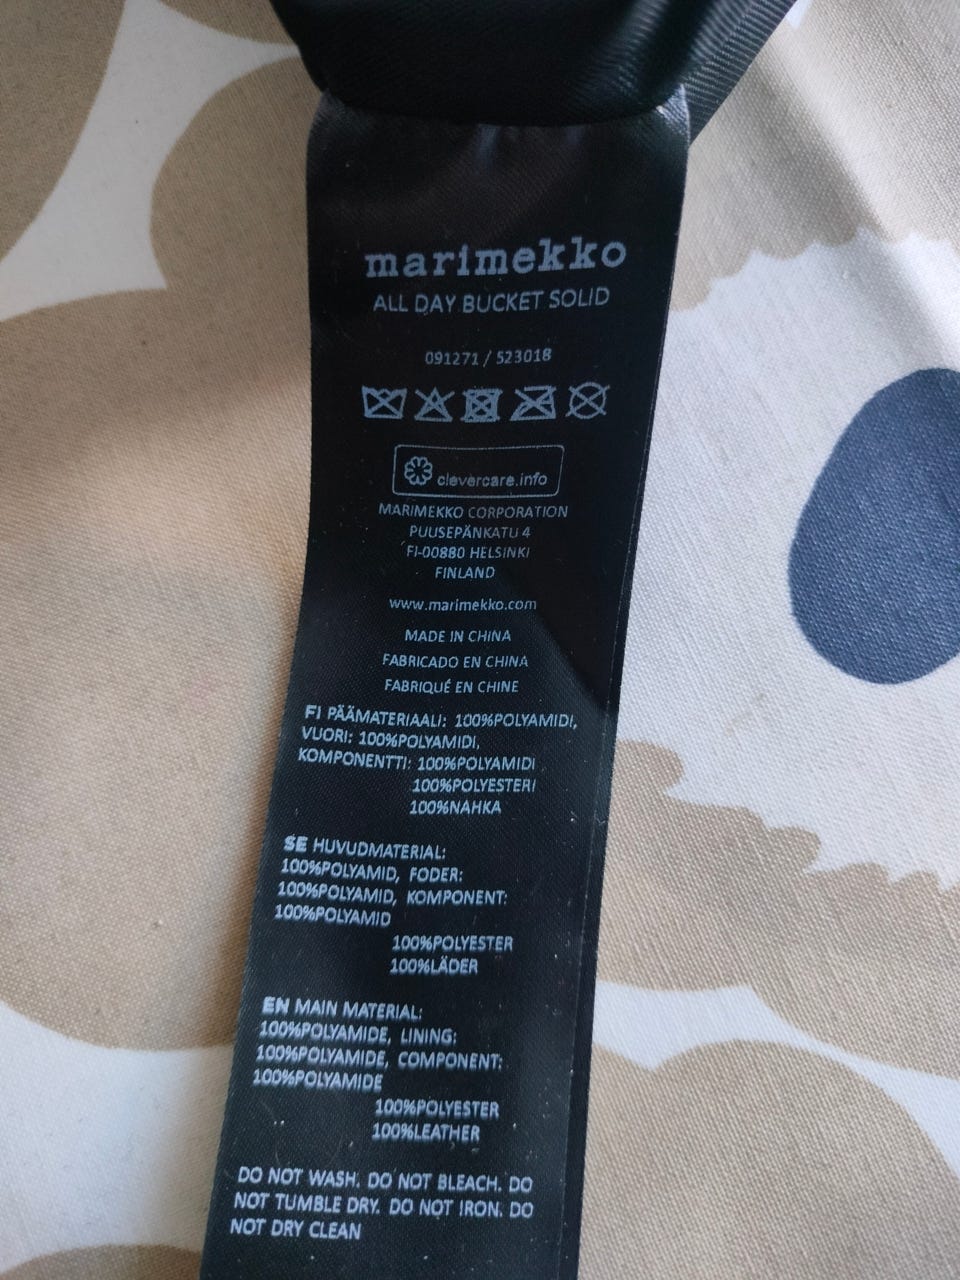 marimekko
ALL DAY BUCKET SOLID
091271 / 523018
clevercare.info
MARIMEKKO CORPORATION
PUUSEPÄNKATU 4
FI-00880 HELSINKI
FINLAND
www.marimekko.com
MADE IN CHINA
FABRICADO EN CHINA
FABRIQUÉ EN CHINE
FI PÄÄMATERIAALI: 100%POLYAMIDI,
VUORI: 100%POLYAMIDI,
KOMPONENTTI: 100%POLYAMIDI
100%POLYESTERI
100%NAHKA
SE HUVUDMATERIAL:
100%POLYAMID, FODER:
100%POLYAMID, KOMPONENT:
100%POLYAMID
100%POLYESTER
100%LÄDER
EN MAIN MATERIAL:
100%POLYAMIDE, LINING:
100%POLYAMIDE, COMPONENT:
100%POLYAMIDE
100%POLYESTER
100%LEATHER
DO NOT WASH. DO NOT BLEACH. DO
NOT TUMBLE DRY. DO NOT IRON. DO
NOT DRY CLEAN